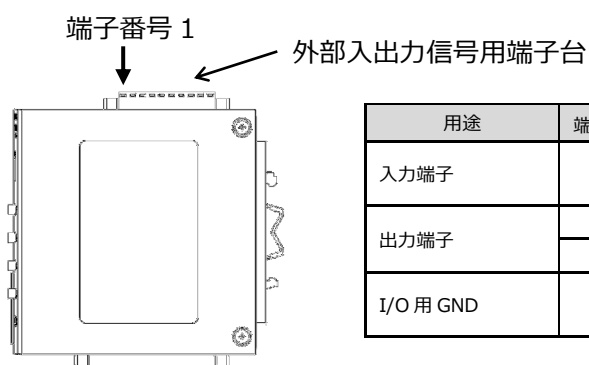 端子番号 1
外部入出力信号用端子台
用途 端
入力端子
出力端子
I/O 用 GND